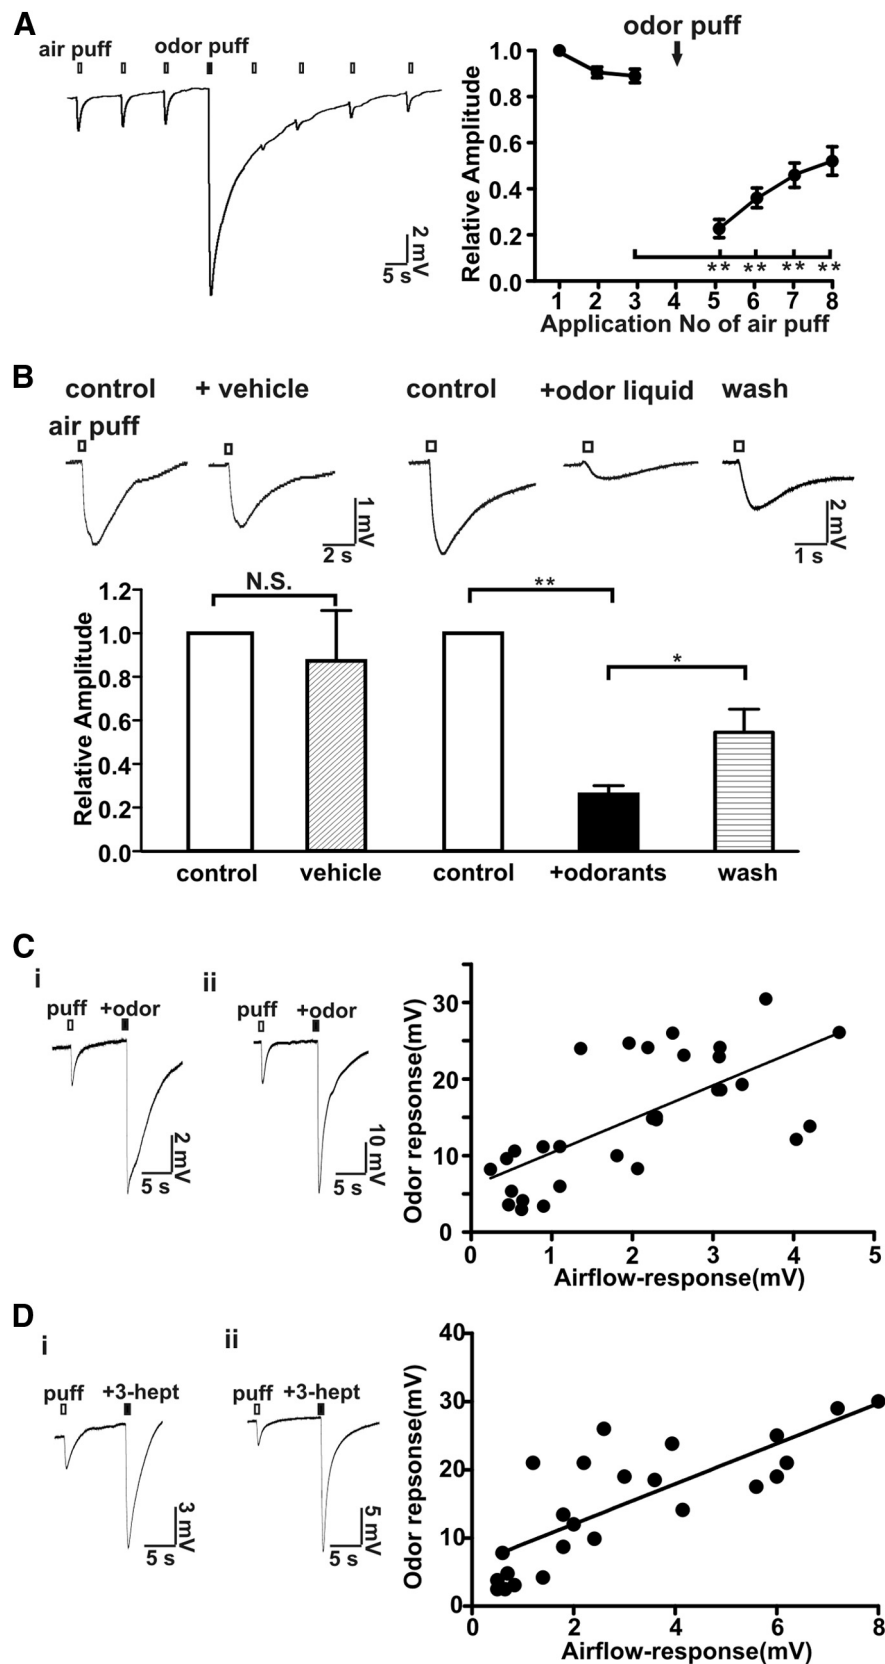 A
air puff
odor puff
2 mV
5 s
odor puff
Relative Amplitude
1.0
0.8
0.6
0.4
0.2
0.0
** ** ** **
1 2 3 4 5 6 7 8
Application No of air puff
B
control + vehicle control +odor liquid wash
air puff
1 mV
2 s
2 mV
1 s
Relative Amplitude
1.2
1.0
0.8
0.6
0.4
0.2
0.0
N.S.
**
*
control vehicle control +odorants wash
C
i
puff +odor
2 mV
5 s
ii
puff +odor
10 mV
5 s
Odor repsonse(mV)
30
20
10
0
0 1 2 3 4 5
Airflow-response(mV)
D
i
puff +3-hept
3 mV
5 s
ii
puff +3-hept
5 mV
5 s
Odor repsonse(mV)
40
30
20
10
0
0 2 4 6 8
Airflow-response(mV)